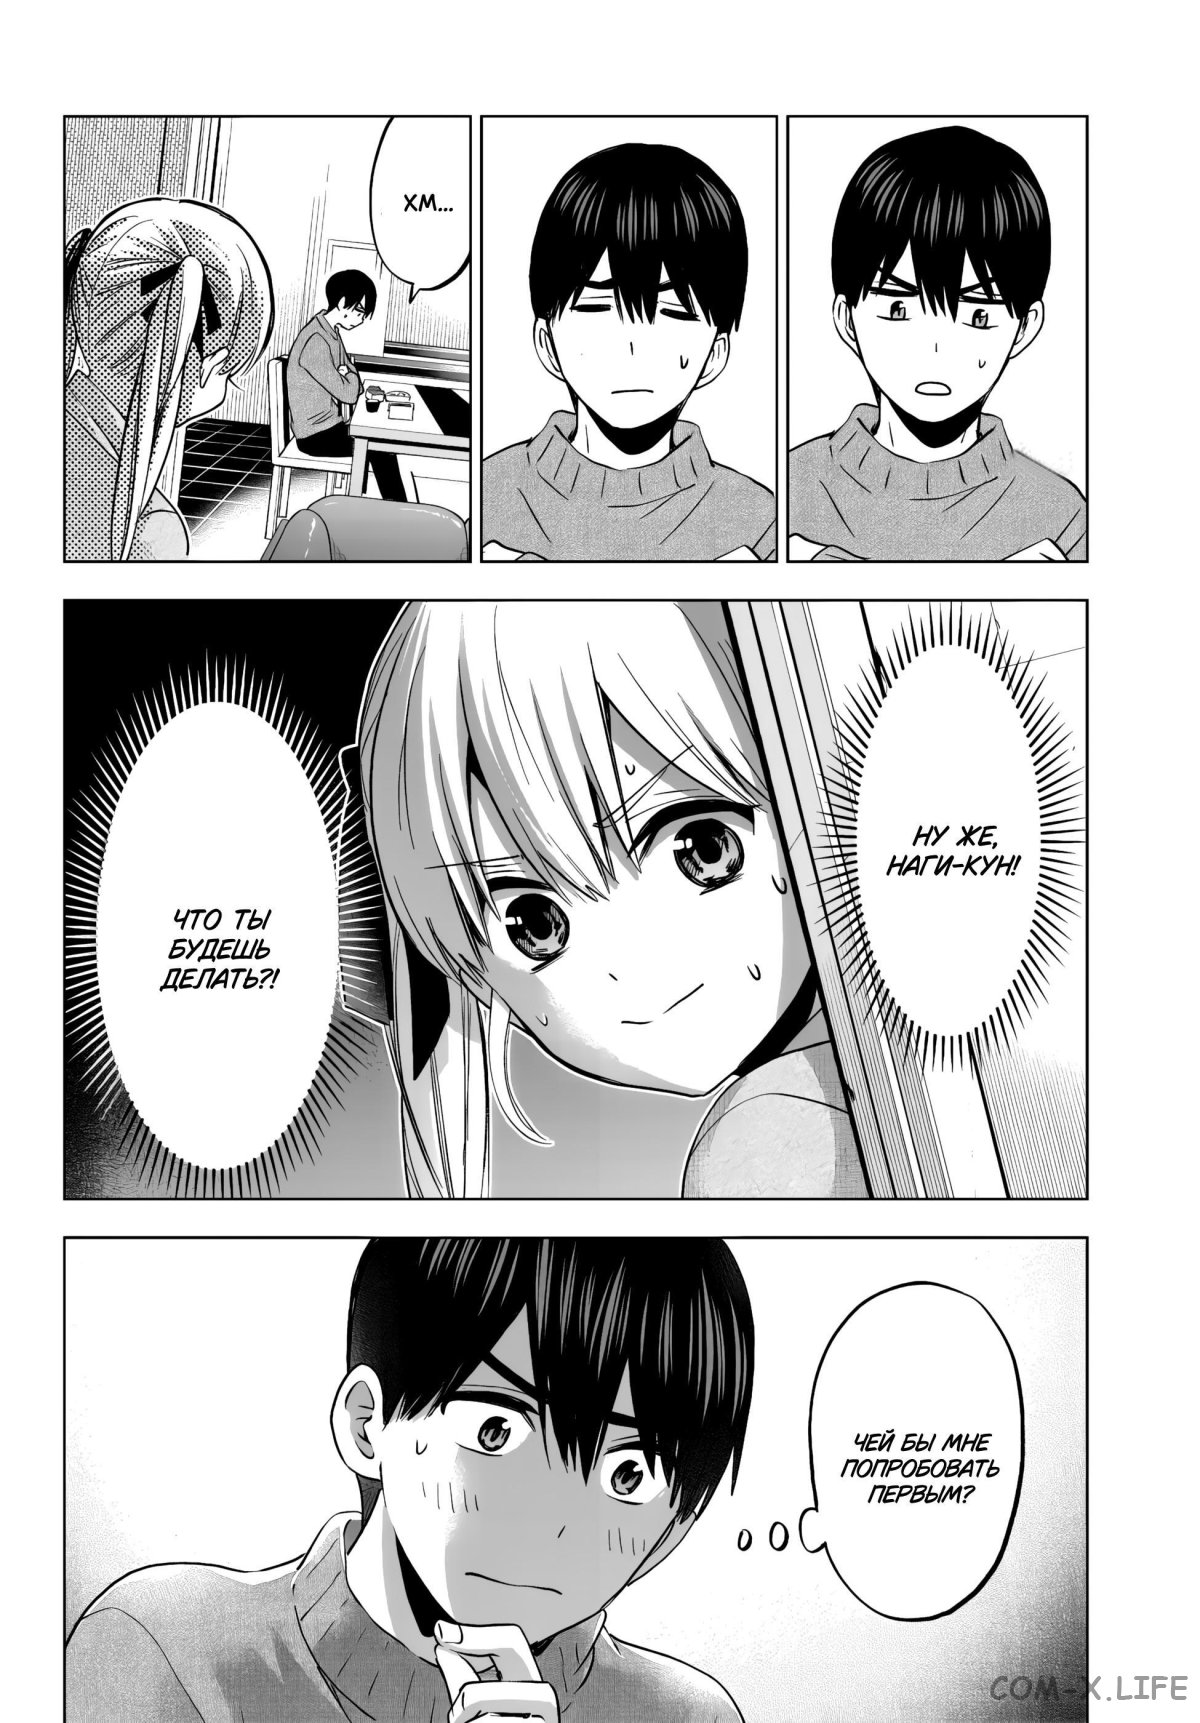 ХМ...
НУ ЖЕ,
НАГИ-КУН!
ЧТО ТЫ
БУДЕШЬ
ДЕЛАТЬ?!
ЧЕЙ БЫ МНЕ
ПОПРОБОВАТЬ
ПЕРВЫМ?
COM-X.LIFE